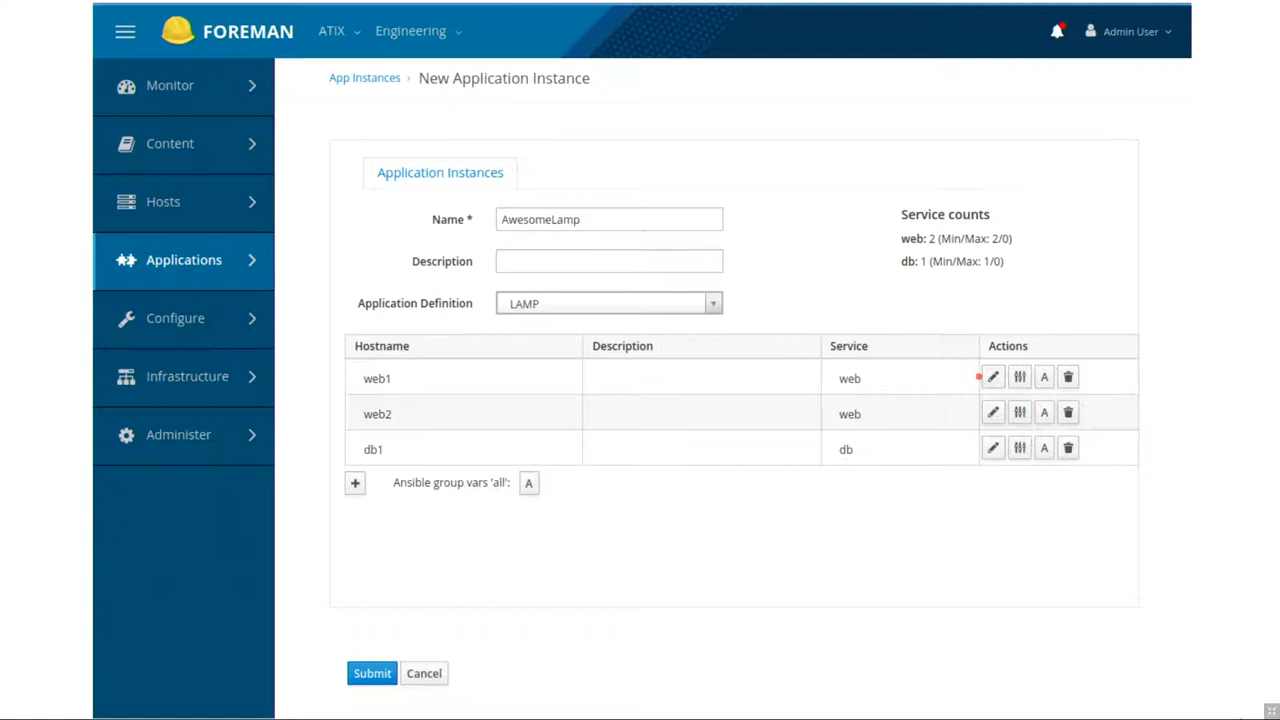 FOREMAN ATIX Engineering Admin User
App Instances › New Application Instance
Monitor
Content
Hosts
Applications
Configure
Infrastructure
Administer
Application Instances
Name * AwesomeLamp
Description
Application Definition LAMP
Service counts
web: 2 (Min/Max: 2/0)
db: 1 (Min/Max: 1/0)
Hostname Description Service Actions
web1 web A
web2 web A
db1 db A
+ Ansible group vars 'all': A
Submit Cancel